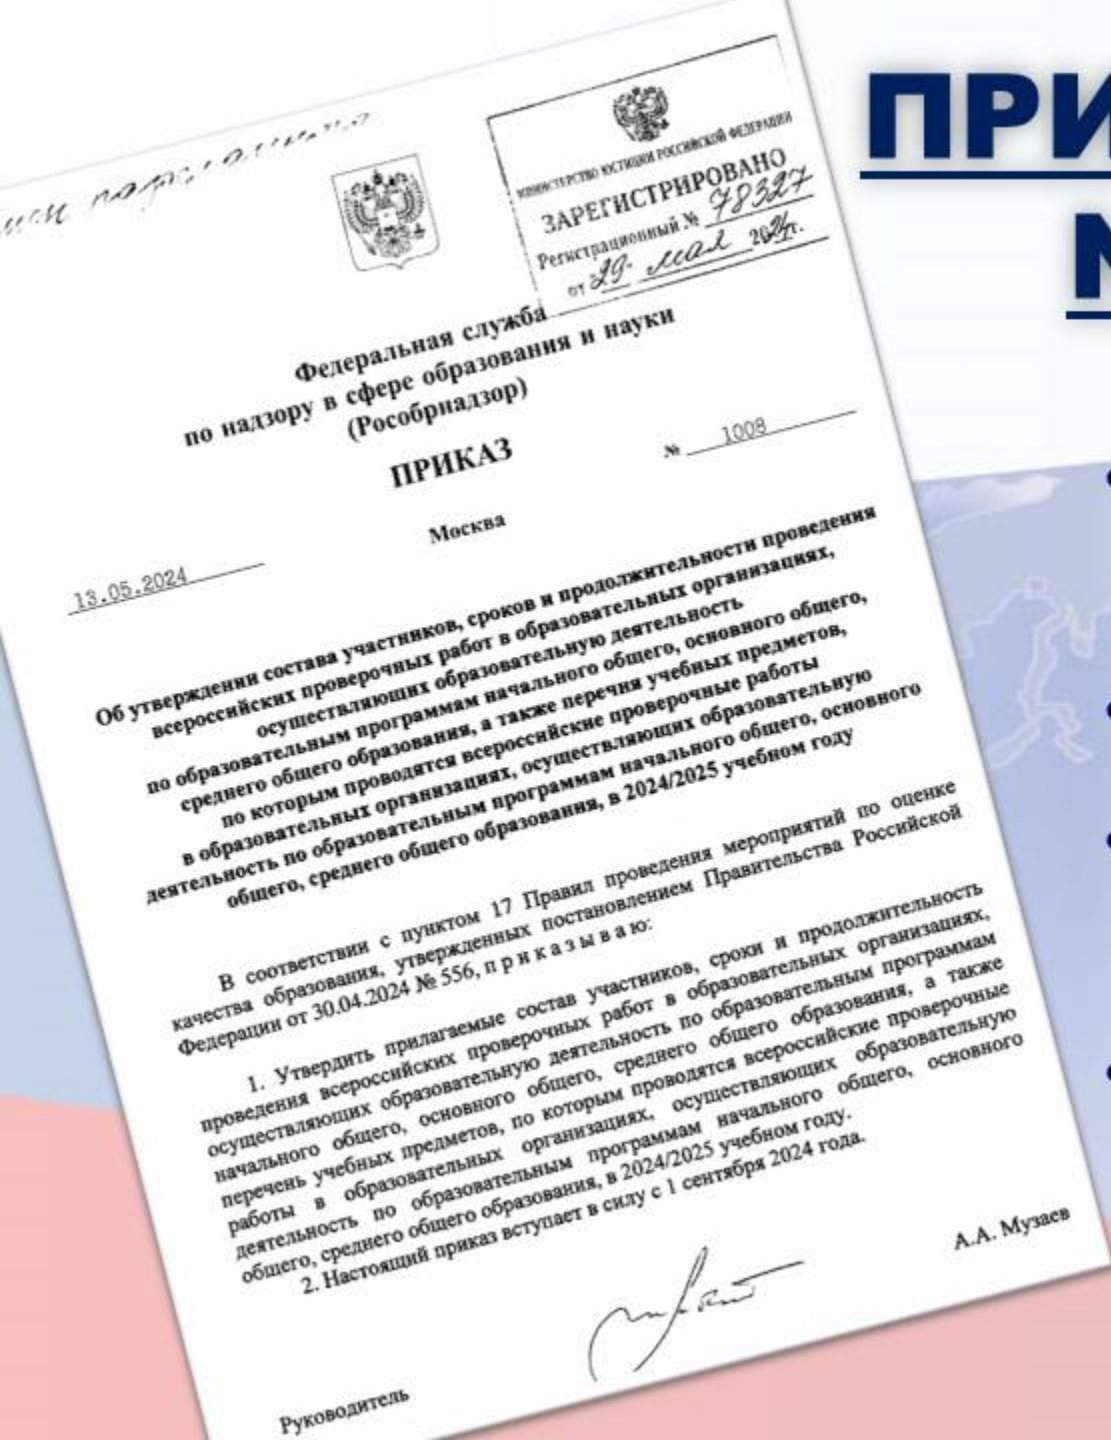 МИНИСТЕРСТВО ЮСТИЦИИ РОССИЙСКОЙ ФЕДЕРАЦИИ
ЗАРЕГИСТРИРОВАНО
Регистрационный № 78327
от "29" мая 2024г.
Федеральная служба
по надзору в сфере образования и науки
(Рособрнадзор)
ПРИКАЗ
№ 1008
Москва
13.05.2024
Об утверждении состава участников, сроков и продолжительности проведения
всероссийских проверочных работ в образовательных организациях,
осуществляющих образовательную деятельность
по образовательным программам начального общего, основного общего,
среднего общего образования, а также перечня учебных предметов,
по которым проводятся всероссийские проверочные работы
в образовательных организациях, осуществляющих образовательную
деятельность по образовательным программам начального общего, основного
общего, среднего общего образования, в 2024/2025 учебном году
В соответствии с пунктом 17 Правил проведения мероприятий по оценке
качества образования, утвержденных постановлением Правительства Российской
Федерации от 30.04.2024 № 556, п р и к а з ы в а ю:
1. Утвердить прилагаемые состав участников, сроки и продолжительность
проведения всероссийских проверочных работ в образовательных организациях,
осуществляющих образовательную деятельность по образовательным программам
начального общего, основного общего, среднего общего образования, а также
перечень учебных предметов, по которым проводятся всероссийские проверочные
работы в образовательных организациях, осуществляющих образовательную
деятельность по образовательным программам начального общего, основного
общего, среднего общего образования, в 2024/2025 учебном году.
2. Настоящий приказ вступает в силу с 1 сентября 2024 года.
Руководитель
А.А. Музаев
ПРИ